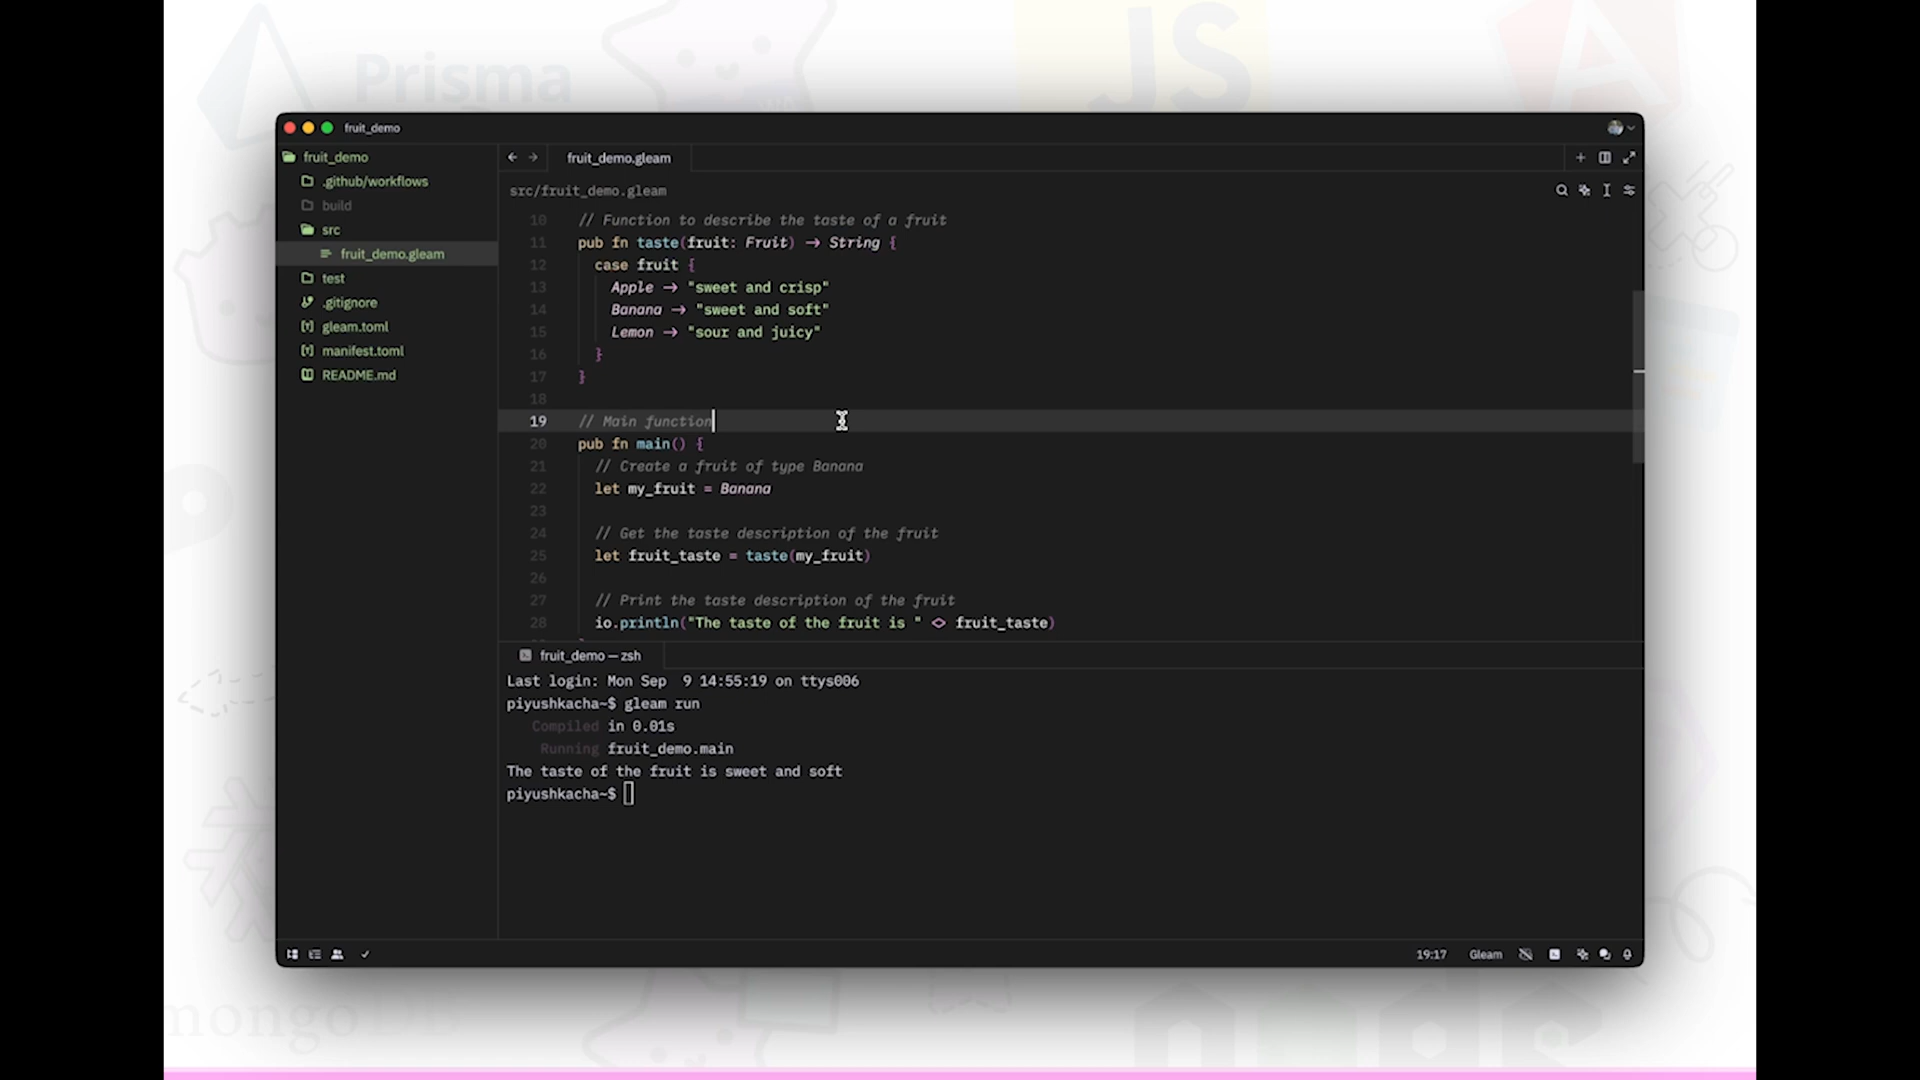 Prisma
JS
fruit_demo
fruit_demo
.github/workflows
build
src
fruit_demo.gleam
test
.gitignore
gleam.toml
manifest.toml
README.md
fruit_demo.gleam
src/fruit_demo.gleam
10 // Function to describe the taste of a fruit
11 pub fn taste(fruit: Fruit) -> String {
12 case fruit {
13 Apple -> "sweet and crisp"
14 Banana -> "sweet and soft"
15 Lemon -> "sour and juicy"
16 }
17 }
18
19 // Main function
20 pub fn main() {
21 // Create a fruit of type Banana
22 let my_fruit = Banana
23
24 // Get the taste description of the fruit
25 let fruit_taste = taste(my_fruit)
26
27 // Print the taste description of the fruit
28 io.println("The taste of the fruit is " <> fruit_taste)
fruit_demo — zsh
Last login: Mon Sep  9 14:55:19 on ttys006
piyushkacha~$ gleam run
Compiled in 0.01s
Running fruit_demo.main
The taste of the fruit is sweet and soft
piyushkacha~$
19:17 Gleam
mongoDB